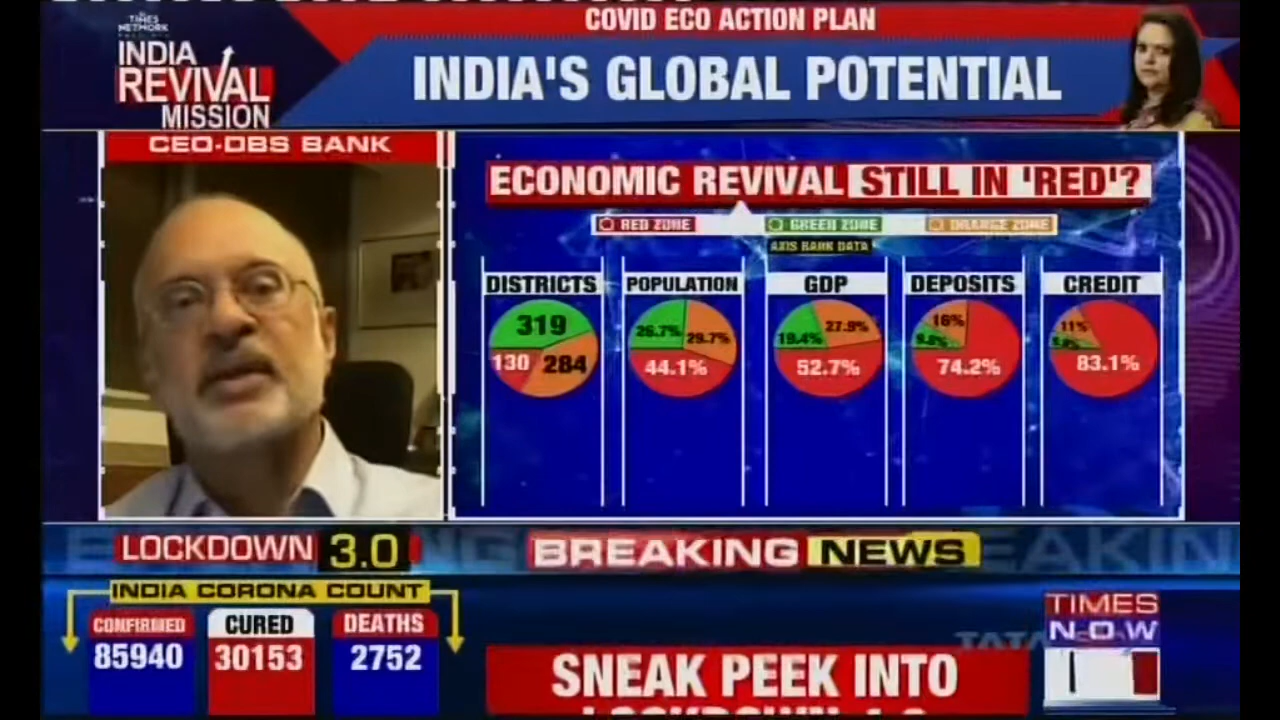 TIMES
NETWORK
INDIA
REVIVAL
MISSION
COVID ECO ACTION PLAN
INDIA'S GLOBAL POTENTIAL
CEO-DBS BANK
ECONOMIC REVIVAL STILL IN 'RED'?
RED ZONE GREEN ZONE ORANGE ZONE
AXIS BANK DATA
DISTRICTS POPULATION GDP DEPOSITS CREDIT
319 130 284
26.7% 29.7% 44.1%
19.4% 27.9% 52.7%
16% 9.8% 74.2%
11% 83.1%
LOCKDOWN 3.0
BREAKING NEWS
INDIA CORONA COUNT
CONFIRMED CURED DEATHS
85940 30153 2752
SNEAK PEEK INTO
TIMES
NOW